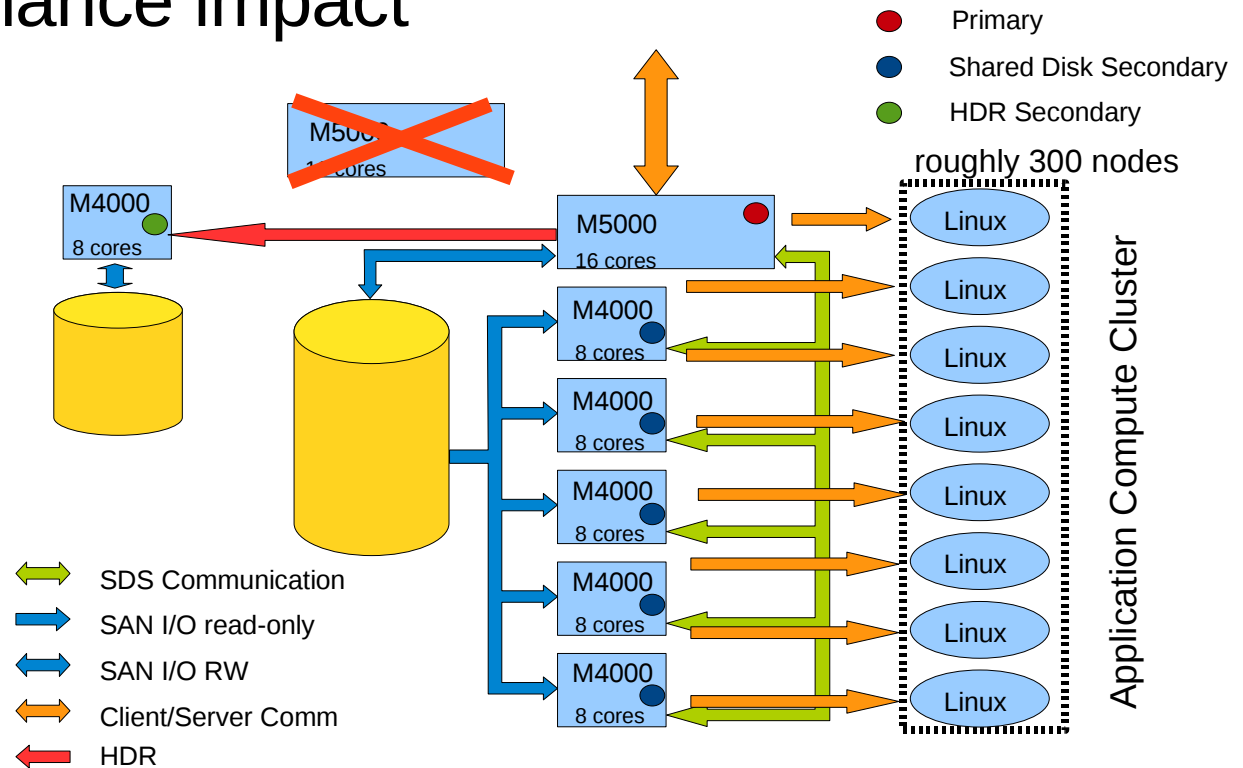 Primary
Shared Disk Secondary
HDR Secondary
roughly 300 nodes
cores
M4000
8 cores
M5000
16 cores
M4000
8 cores
M4000
8 cores
M4000
8 cores
M4000
8 cores
M4000
8 cores
Linux
Linux
Linux
Linux
Linux
Linux
Linux
Linux
Application Compute Cluster
SDS Communication
SAN I/O read-only
SAN I/O RW
Client/Server Comm
HDR